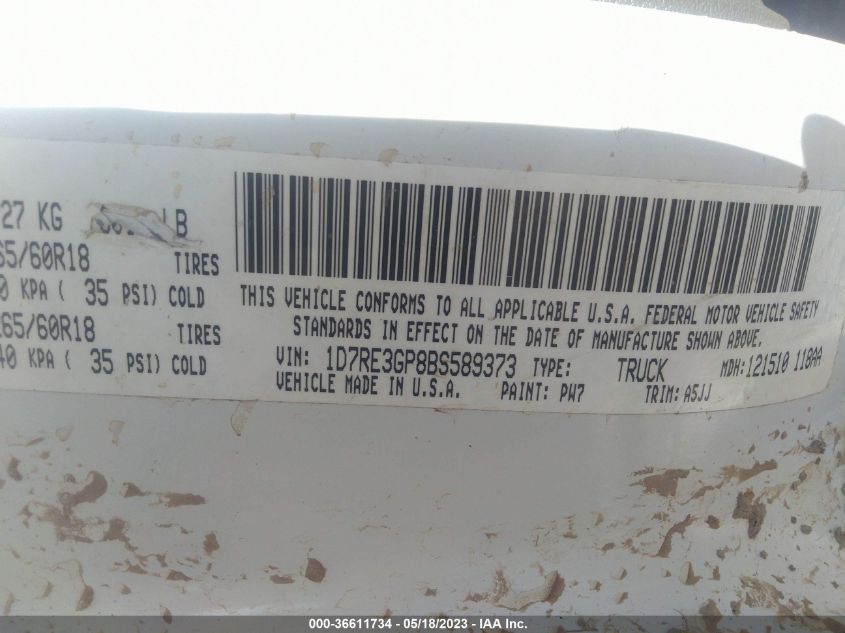 27 KG LB
65/60R18 TIRES
0 KPA ( 35 PSI) COLD
265/60R18 TIRES
40 KPA ( 35 PSI) COLD
THIS VEHICLE CONFORMS TO ALL APPLICABLE U.S.A. FEDERAL MOTOR VEHICLE SAFETY
STANDARDS IN EFFECT ON THE DATE OF MANUFACTURE SHOWN ABOVE.
VIN: 1D7RE3GP8BS589373 TYPE: TRUCK MDH: 121510 118AA
VEHICLE MADE IN U.S.A. PAINT: PW7 TRIM: A5JJ
000-36611734 - 05/18/2023 - IAA Inc.